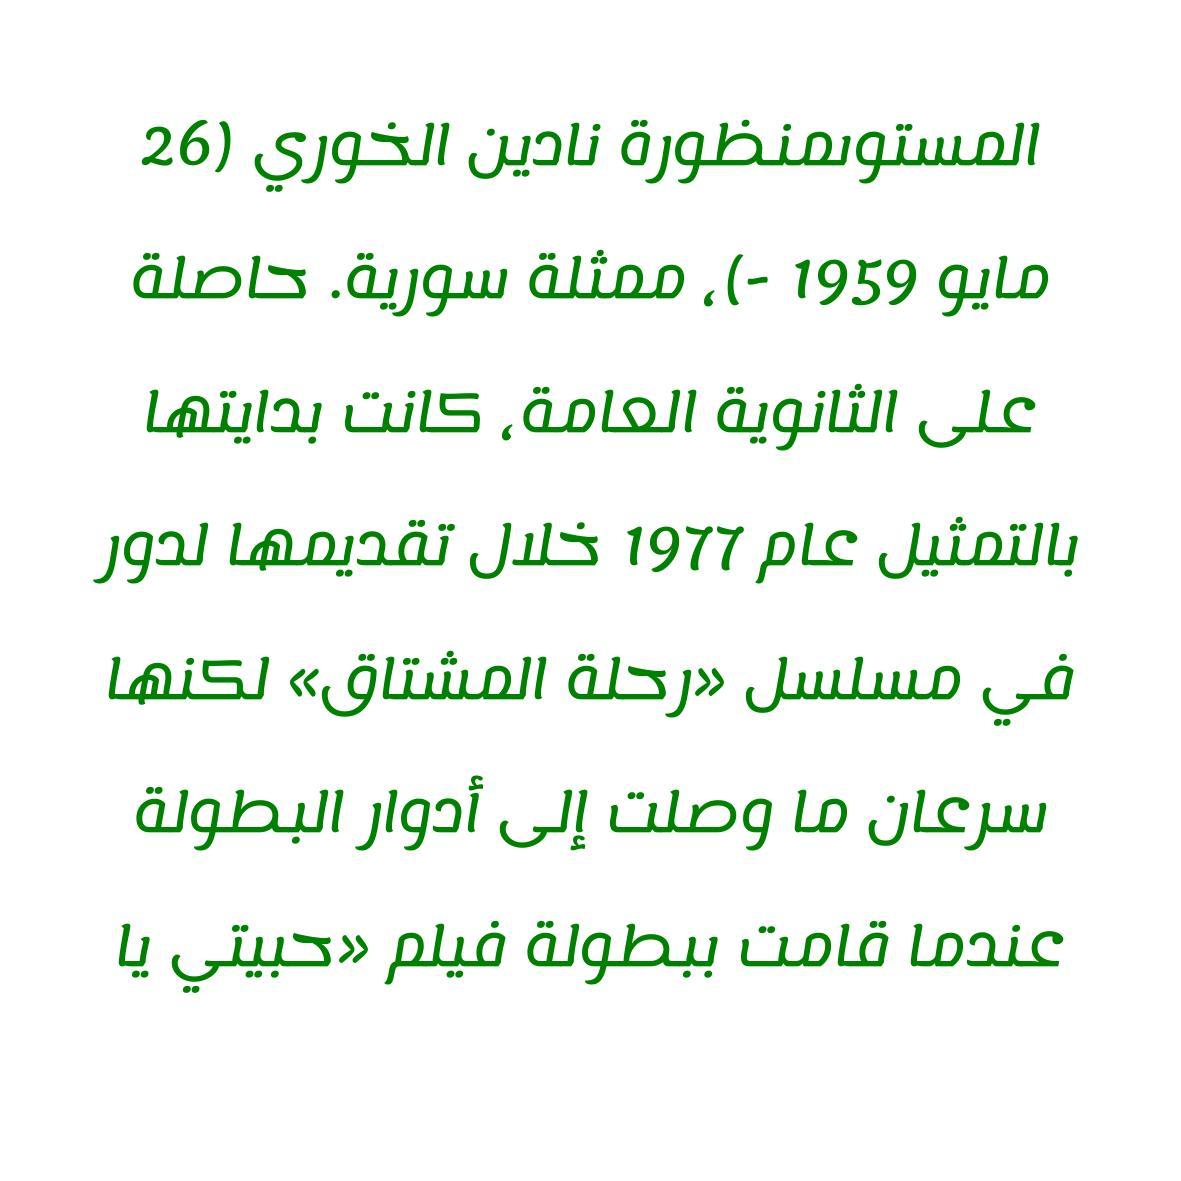 المستوىمنظورة نادين الخوري (26
مايو 1959 -)، ممثلة سورية. حاصلة
على الثانوية العامة، كانت بدايتها
بالتمثيل عام 1977 خلال تقديمها لدور
في مسلسل «رحلة المشتاق» لكنها
سرعان ما وصلت إلى أدوار البطولة
عندما قامت ببطولة فيلم «حبيتي يا